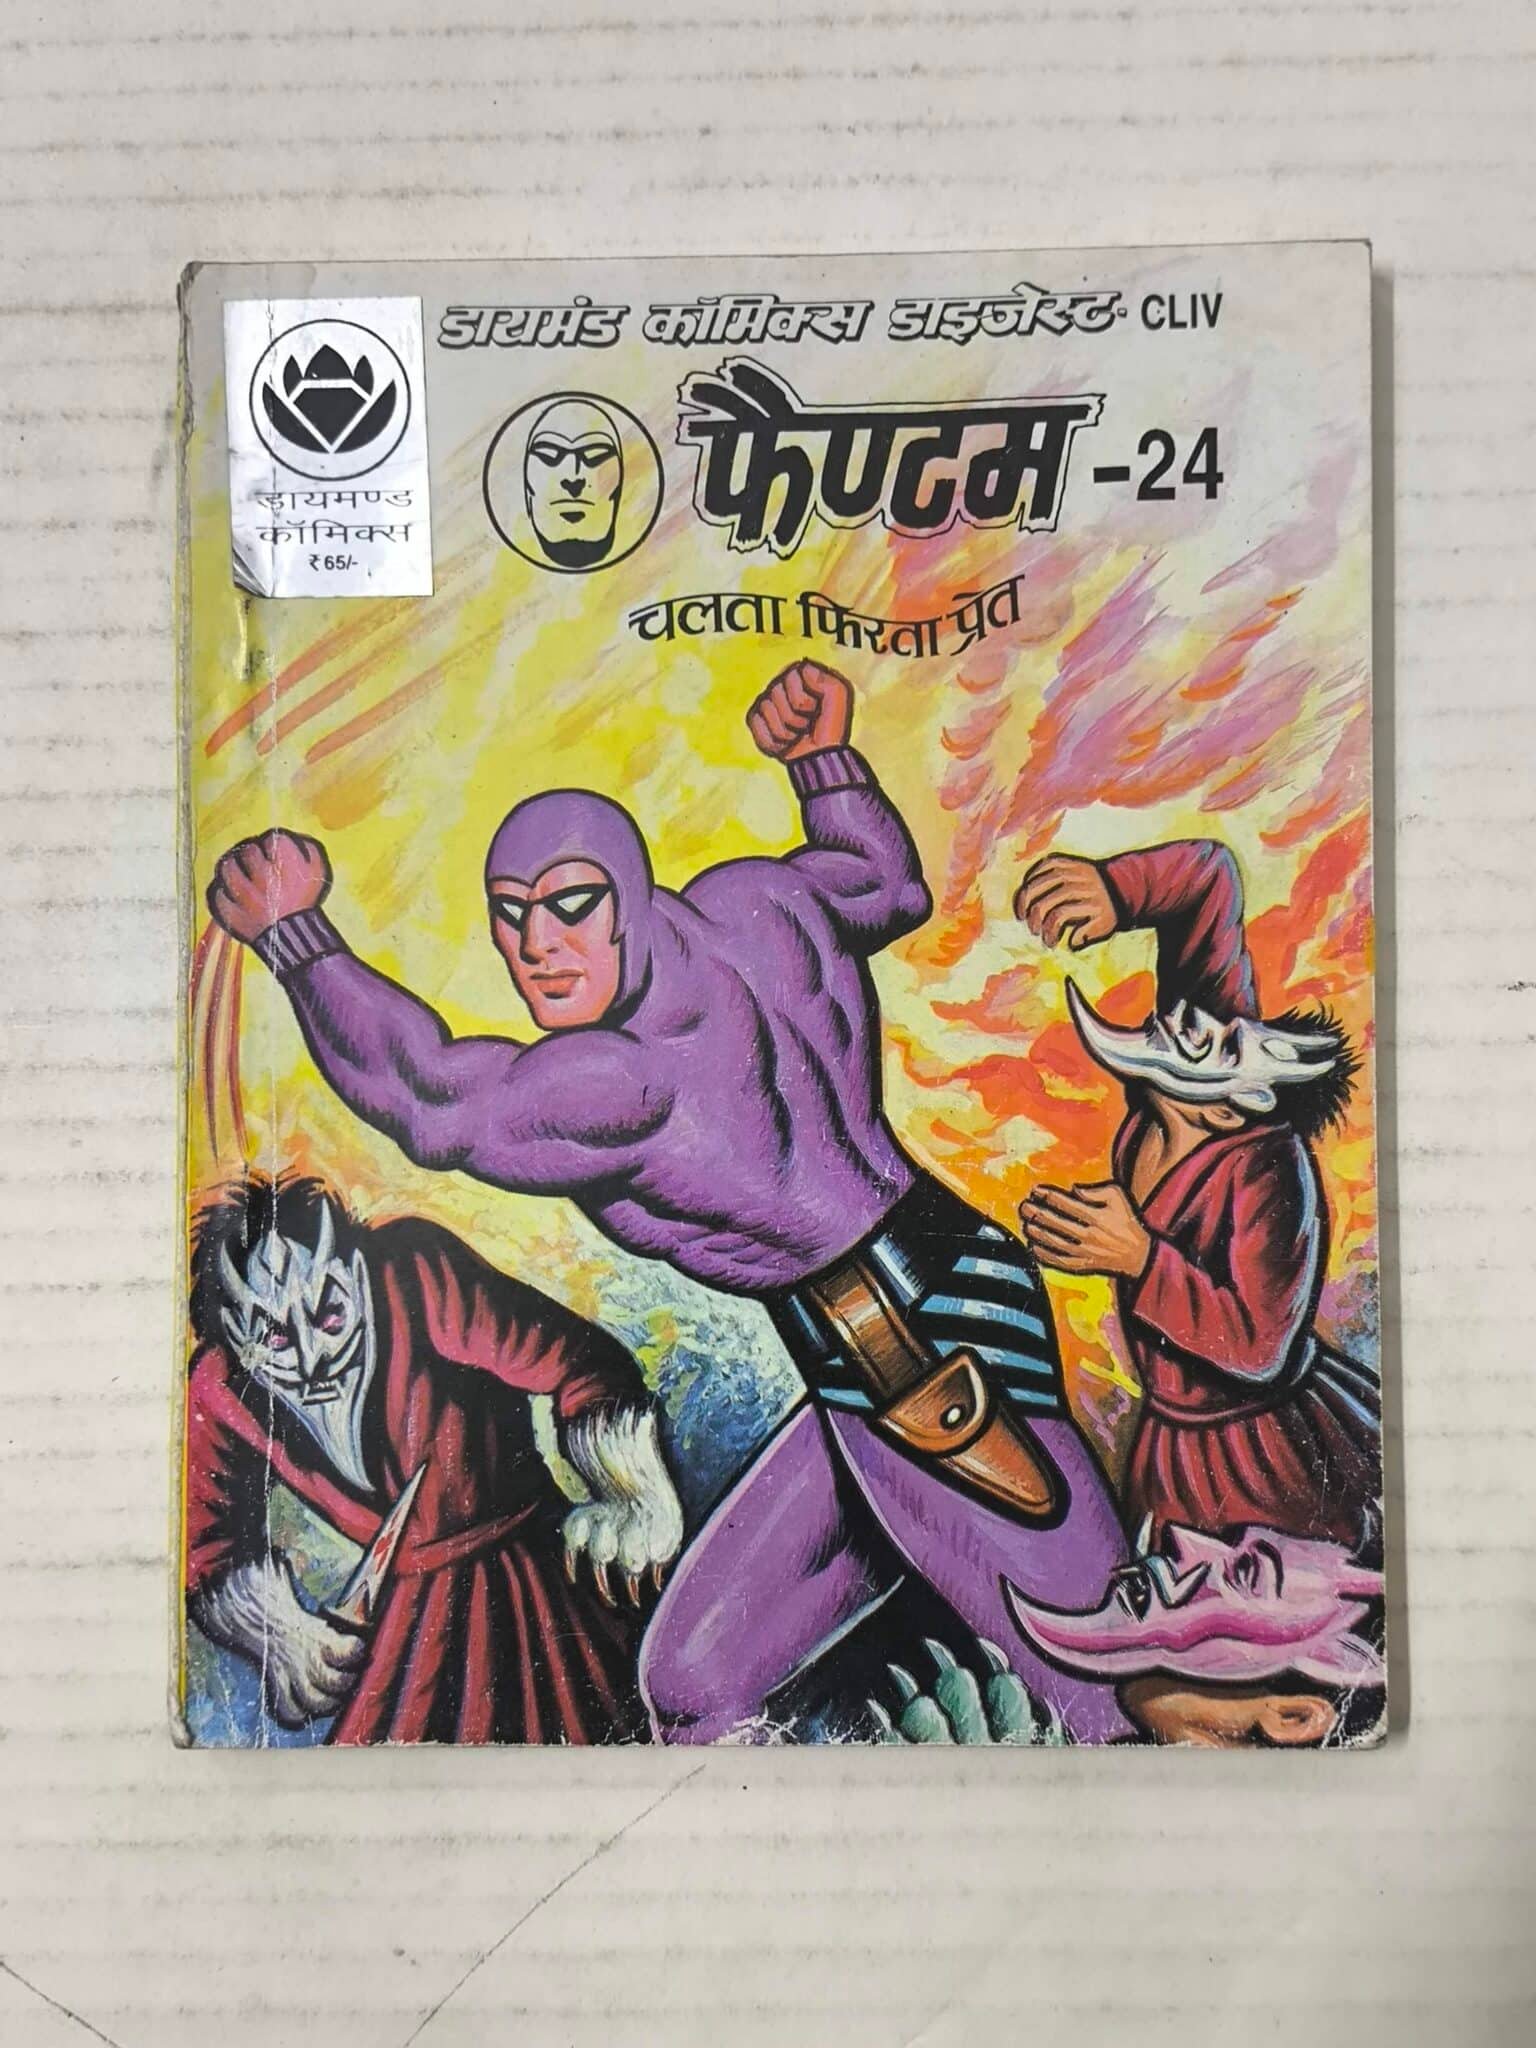 डायमंड कॉमिक्स डाइजेस्ट- CLIV
फैण्टम -24
चलता फिरता प्रेत
डायमण्ड
कॉमिक्स
₹ 65/-